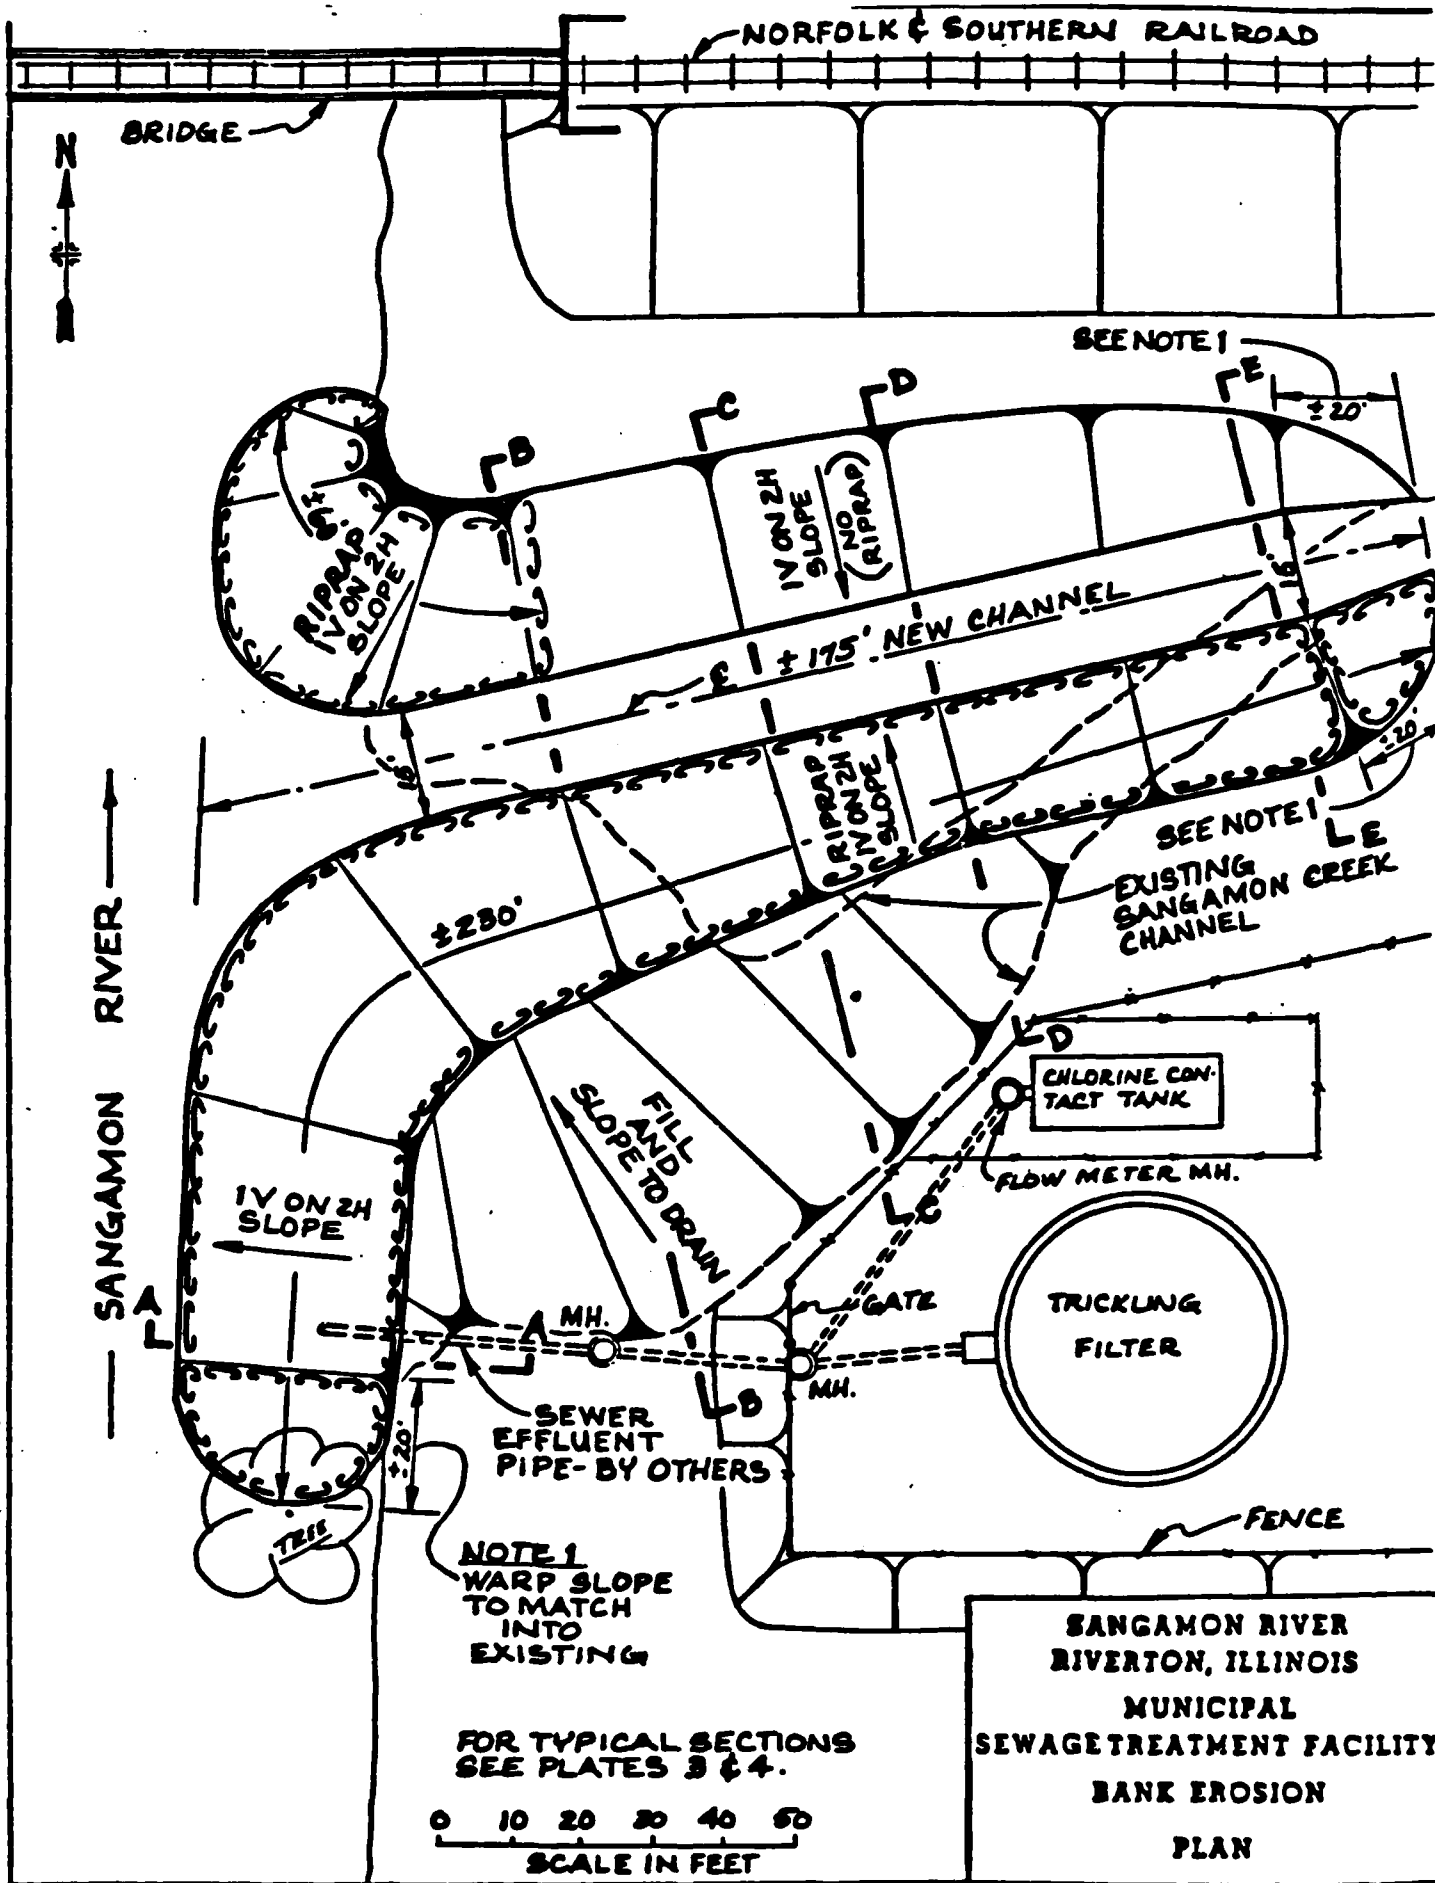 NORFOLK & SOUTHERN RAILROAD
BRIDGE
N
SEE NOTE 1
E
±20'
D
C
B
1V ON 2H
SLOPE
(NO
RIPRAP)
RIPRAP
1V ON 2H
SLOPE
16'
± 175' NEW CHANNEL
℄
16'
RIPRAP
1V ON 2H
SLOPE
±20'
SEE NOTE 1
E
EXISTING
SANGAMON CREEK
CHANNEL
±230'
SANGAMON RIVER
D
CHLORINE CON-
TACT TANK
FLOW METER MH.
FILL
AND
SLOPE TO DRAIN
C
1V ON 2H
SLOPE
A
A
MH.
GATE
TRICKLING
FILTER
MH.
B
SEWER
EFFLUENT
PIPE-BY OTHERS
±20'
TREE
FENCE
NOTE 1
WARP SLOPE
TO MATCH
INTO
EXISTING
SANGAMON RIVER
RIVERTON, ILLINOIS
MUNICIPAL
SEWAGE TREATMENT FACILITY
BANK EROSION
PLAN
FOR TYPICAL SECTIONS
SEE PLATES 3 & 4.
0 10 20 30 40 50
SCALE IN FEET